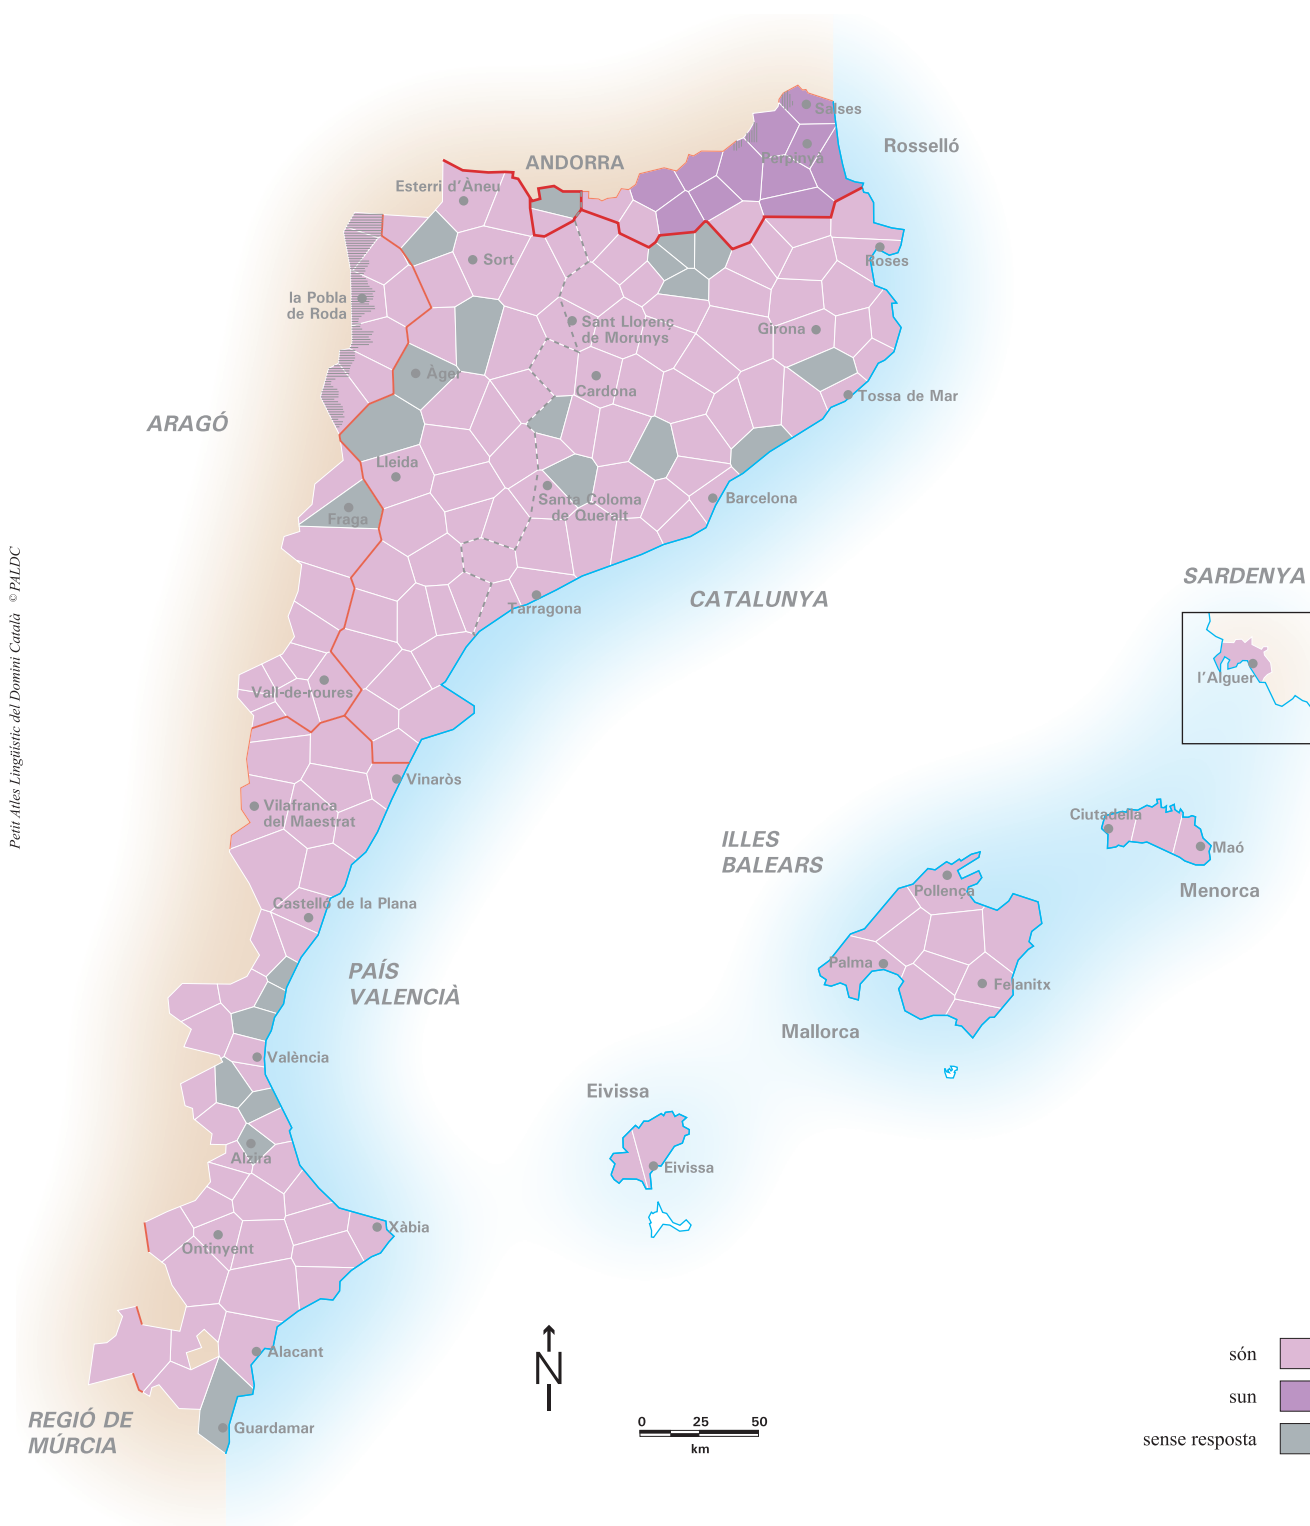 Salses
Rosselló
Perpinyà
ANDORRA
Esterri d'Àneu
Roses
Sort
la Pobla
de Roda
Sant Llorenç
de Morunys
Girona
Àger
Cardona
Tossa de Mar
ARAGÓ
Lleida
Santa Coloma
de Queralt
Barcelona
Fraga
Petit Atles Lingüístic del Domini Català © PALDC
SARDENYA
CATALUNYA
Tarragona
l'Alguer
Vall-de-roures
Vinaròs
Vilafranca
del Maestrat
Ciutadella
Maó
ILLES
BALEARS
Menorca
Pollença
Castelló de la Plana
PAÍS
VALENCIÀ
Palma
Felanitx
Mallorca
València
Eivissa
Alzira
Eivissa
Xàbia
Ontinyent
Alacant
N
són
sun
sense resposta
REGIÓ DE
MÚRCIA
Guardamar
0 25 50
km